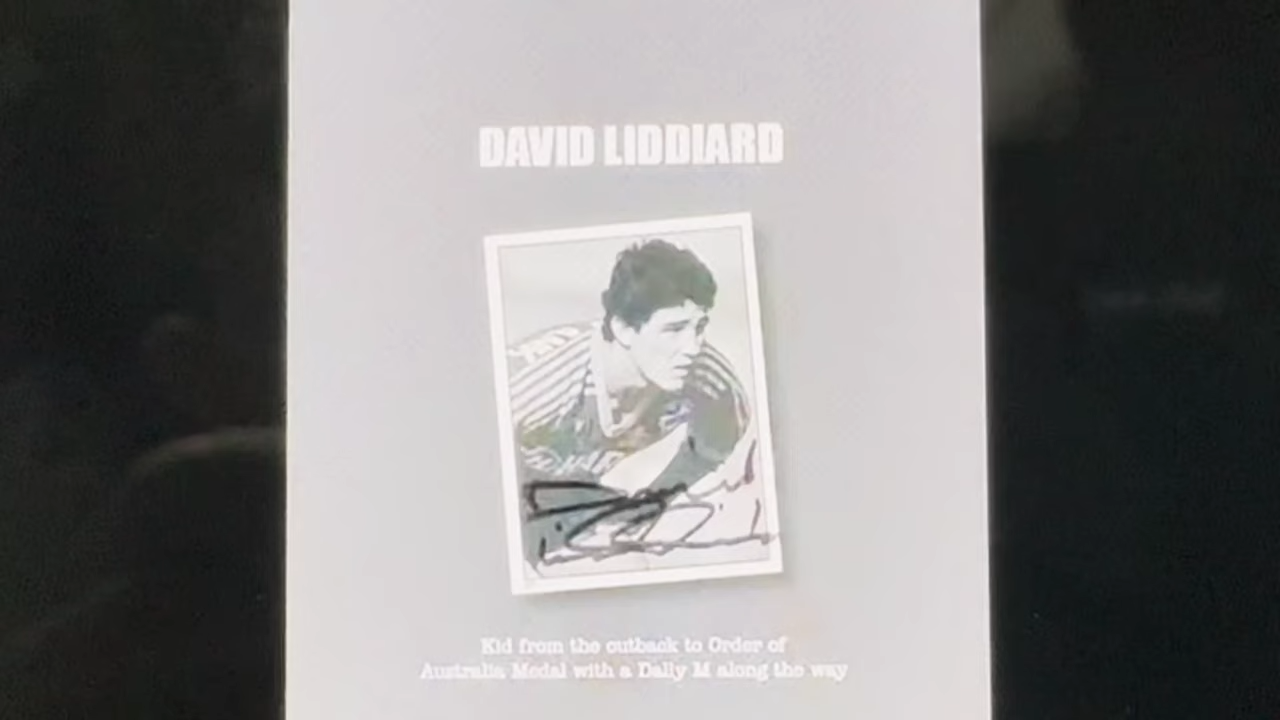 DAVID LIDDIARD
Kid from the outback to Order of
Australia Medal with a Dally M along the way